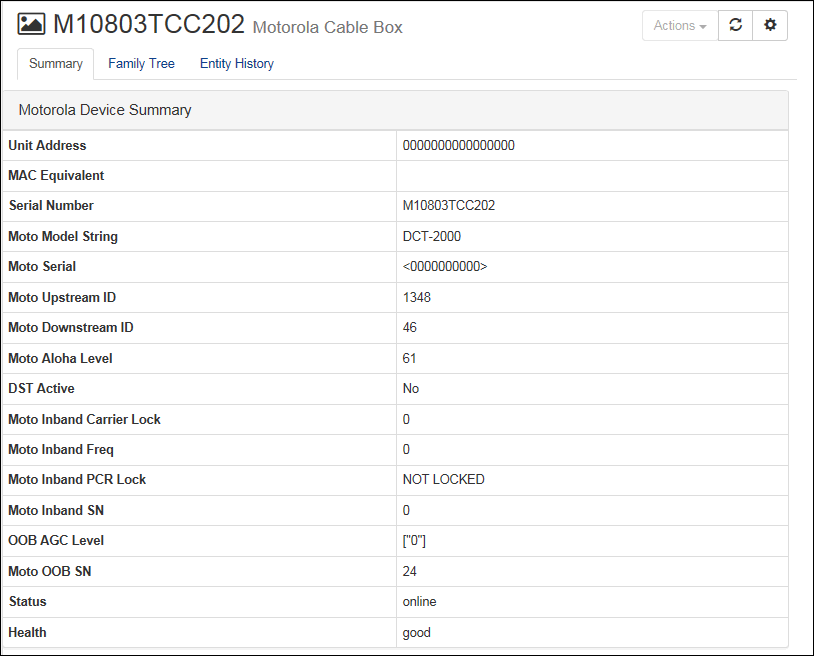 M10803TCC202 Motorola Cable Box Actions
Summary Family Tree Entity History
Motorola Device Summary
Unit Address 0000000000000000
MAC Equivalent
Serial Number M10803TCC202
Moto Model String DCT-2000
Moto Serial <0000000000>
Moto Upstream ID 1348
Moto Downstream ID 46
Moto Aloha Level 61
DST Active No
Moto Inband Carrier Lock 0
Moto Inband Freq 0
Moto Inband PCR Lock NOT LOCKED
Moto Inband SN 0
OOB AGC Level ["0"]
Moto OOB SN 24
Status online
Health good